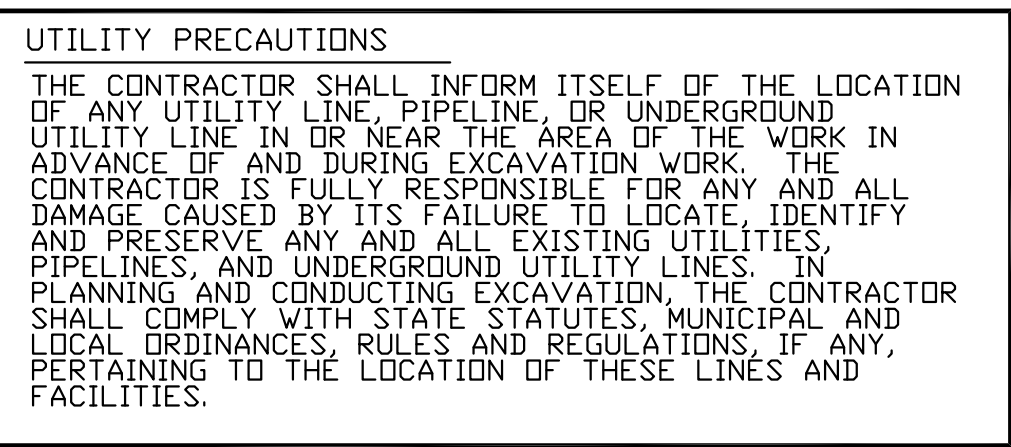 UTILITY PRECAUTIONS
THE CONTRACTOR SHALL INFORM ITSELF OF THE LOCATION
OF ANY UTILITY LINE, PIPELINE, OR UNDERGROUND
UTILITY LINE IN OR NEAR THE AREA OF THE WORK IN
ADVANCE OF AND DURING EXCAVATION WORK.  THE
CONTRACTOR IS FULLY RESPONSIBLE FOR ANY AND ALL
DAMAGE CAUSED BY ITS FAILURE TO LOCATE, IDENTIFY
AND PRESERVE ANY AND ALL EXISTING UTILITIES,
PIPELINES, AND UNDERGROUND UTILITY LINES.  IN
PLANNING AND CONDUCTING EXCAVATION, THE CONTRACTOR
SHALL COMPLY WITH STATE STATUTES, MUNICIPAL AND
LOCAL ORDINANCES, RULES AND REGULATIONS, IF ANY,
PERTAINING TO THE LOCATION OF THESE LINES AND
FACILITIES.